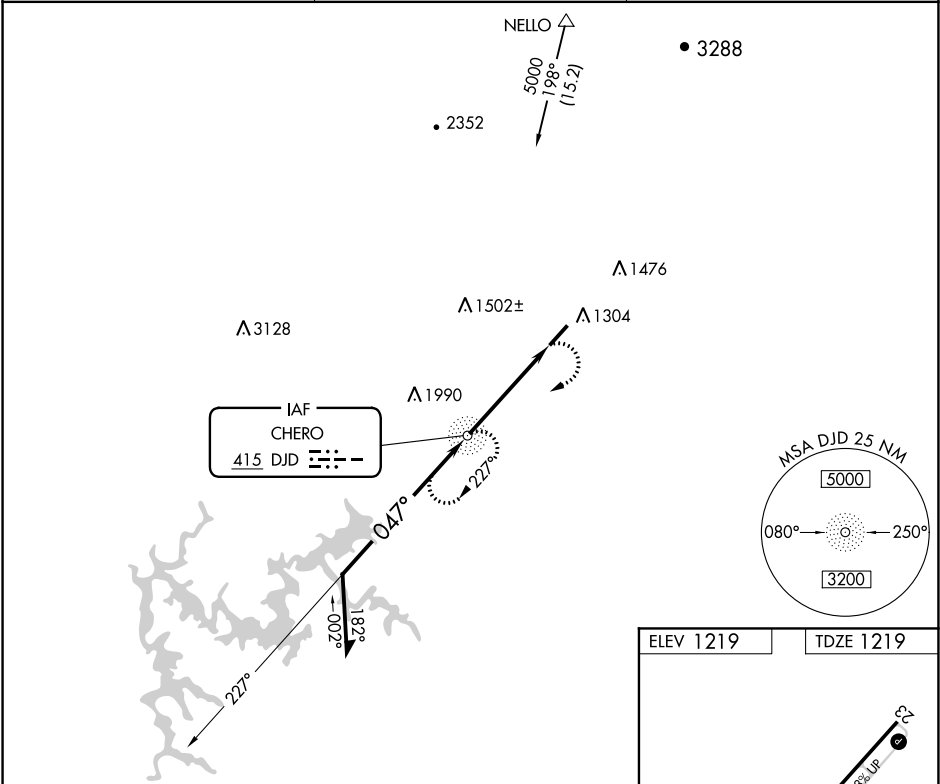 NELLO
3288
5000
198°
(15.2)
2352
1476
1502±
1304
3128
1990
IAF
CHERO
415 DJD
227°
047°
MSA DJD 25 NM
5000
080°
250°
3200
182°
002°
227°
ELEV 1219
TDZE 1219
23
P
% UP